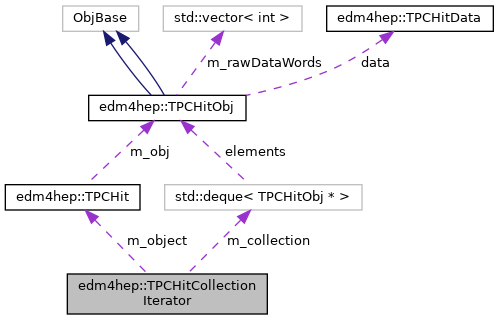 ObjBase
std::vector< int >
edm4hep::TPCHitData
m_rawDataWords
data
edm4hep::TPCHitObj
m_obj
elements
edm4hep::TPCHit
std::deque< TPCHitObj * >
m_object
m_collection
edm4hep::TPCHitCollection
Iterator